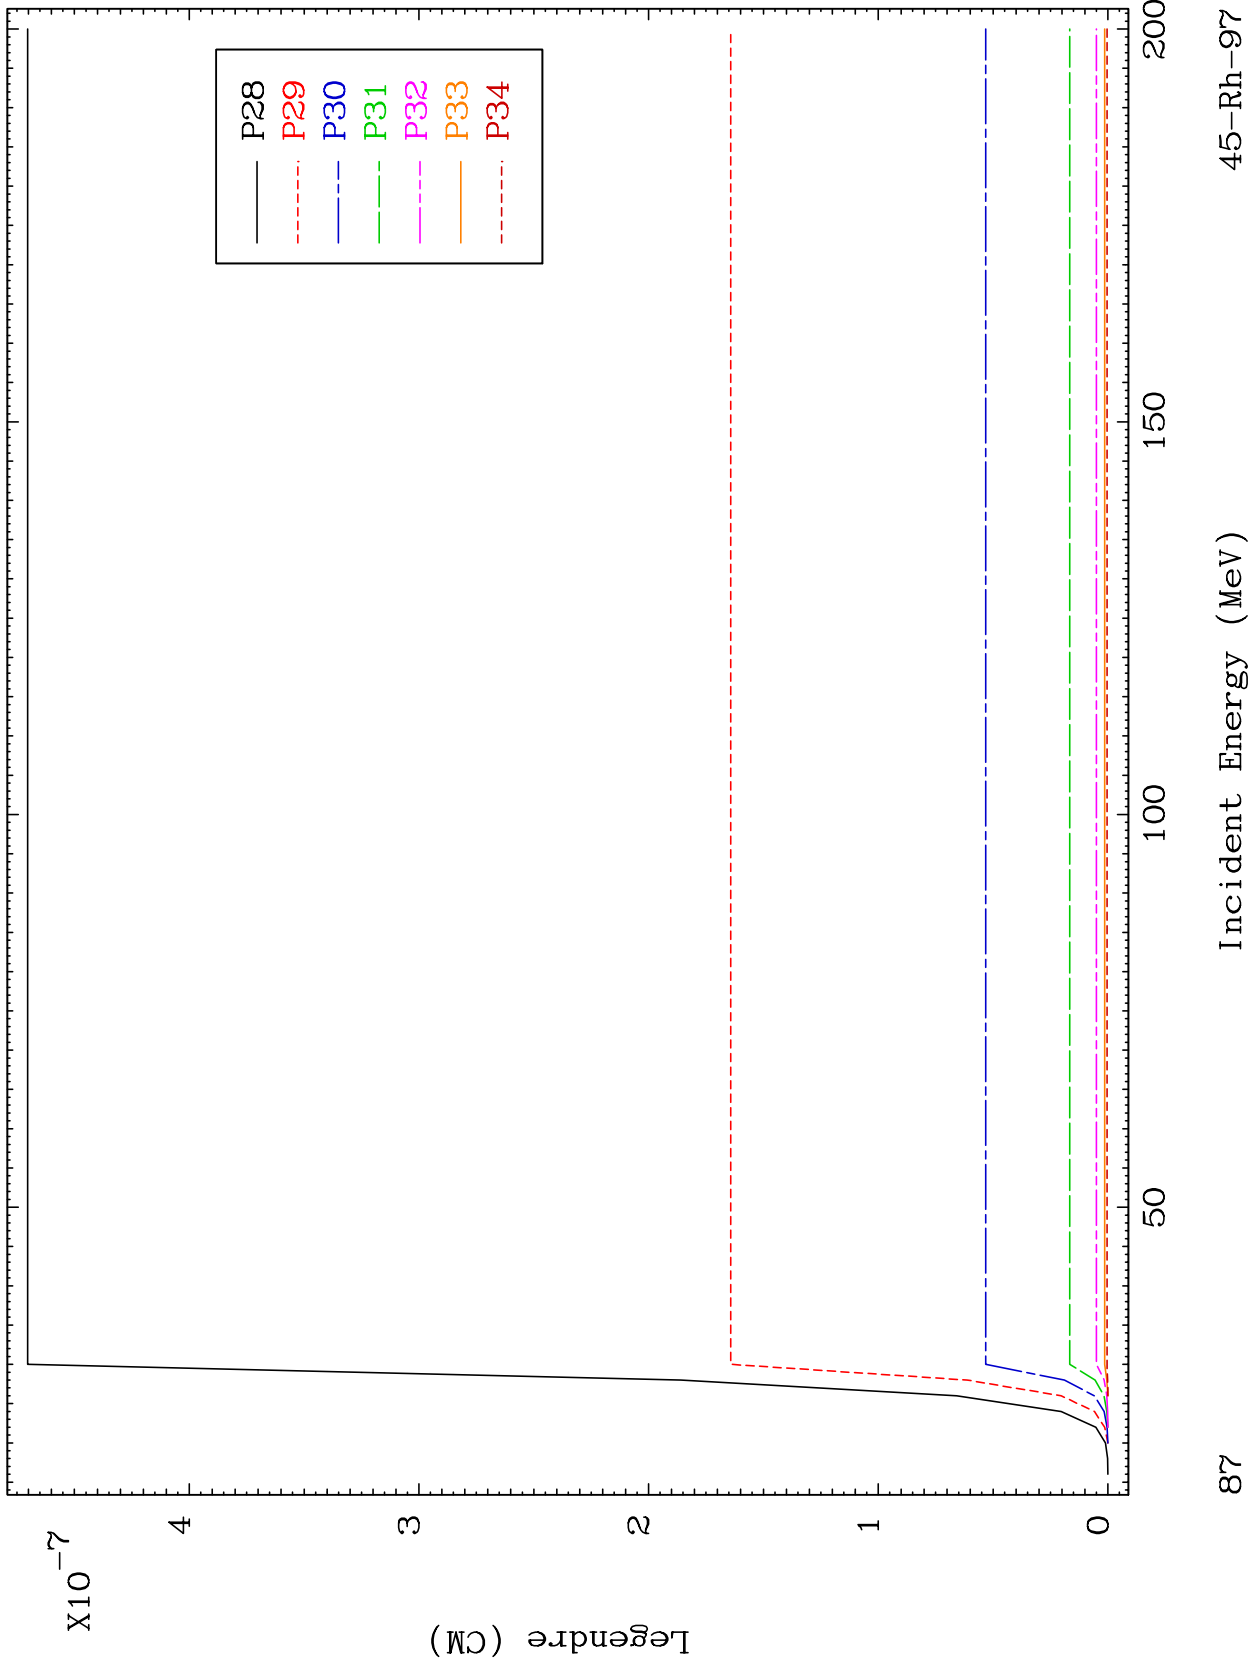 X10-7
4
3
2
1
0
Legendre (CM)
P28
P29
P30
P31
P32
P33
P34
50
100
150
200
Incident Energy (MeV)
87
45-Rh-97